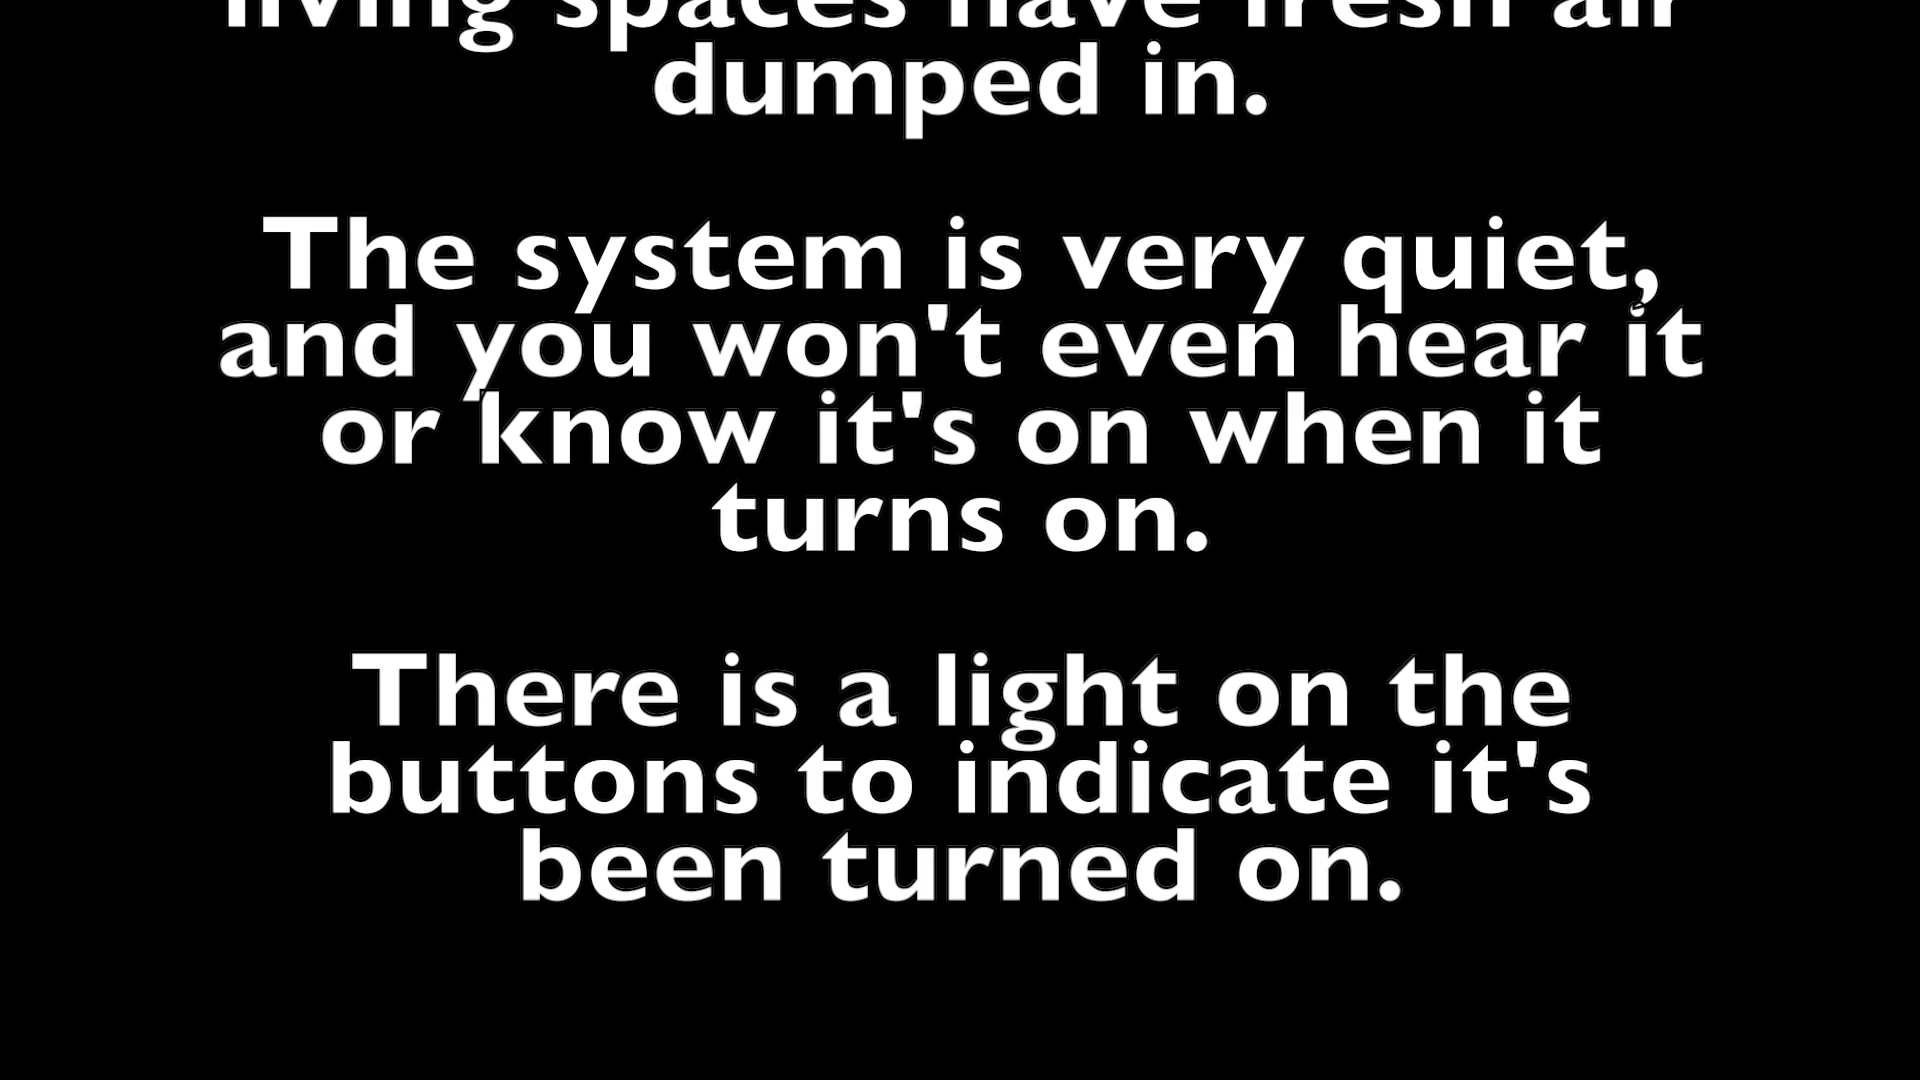 living spaces have fresh air
dumped in.
The system is very quiet,
and you won't even hear it
or know it's on when it
turns on.
There is a light on the
buttons to indicate it's
been turned on.